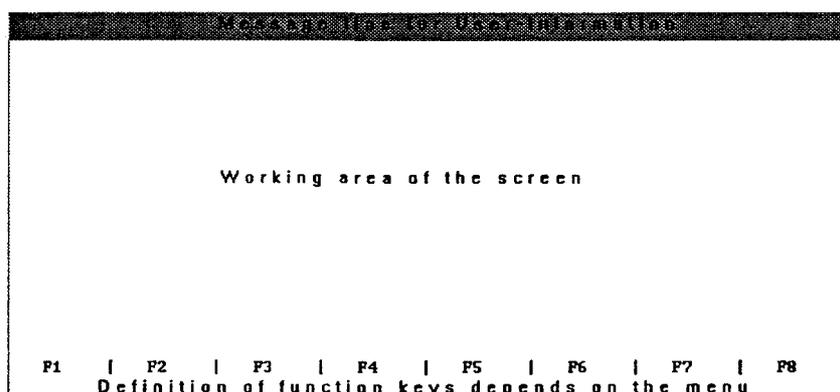 Message line for User-Information
Working area of the screen
F1 | F2 | F3 | F4 | F5 | F6 | F7 | F8
Definition of function keys depends on the menu